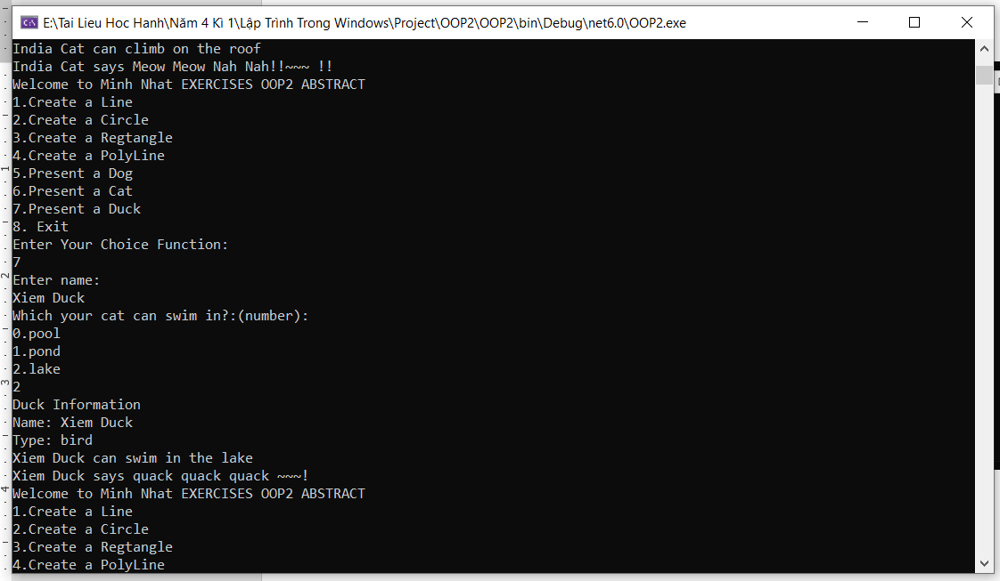 E:\Tai Lieu Hoc Hanh\Năm 4 Kì 1\Lập Trình Trong Windows\Project\OOP2\OOP2\bin\Debug\net6.0\OOP2.exe
India Cat can climb on the roof
India Cat says Meow Meow Nah Nah!!~~~ !!
Welcome to Minh Nhat EXERCISES OOP2 ABSTRACT
1.Create a Line
2.Create a Circle
3.Create a Regtangle
4.Create a PolyLine
5.Present a Dog
6.Present a Cat
7.Present a Duck
8. Exit
Enter Your Choice Function:
7
Enter name:
Xiem Duck
Which your cat can swim in?:(number):
0.pool
1.pond
2.lake
2
Duck Information
Name: Xiem Duck
Type: bird
Xiem Duck can swim in the lake
Xiem Duck says quack quack quack ~~~!
Welcome to Minh Nhat EXERCISES OOP2 ABSTRACT
1.Create a Line
2.Create a Circle
3.Create a Regtangle
4.Create a PolyLine
1
2
3
4